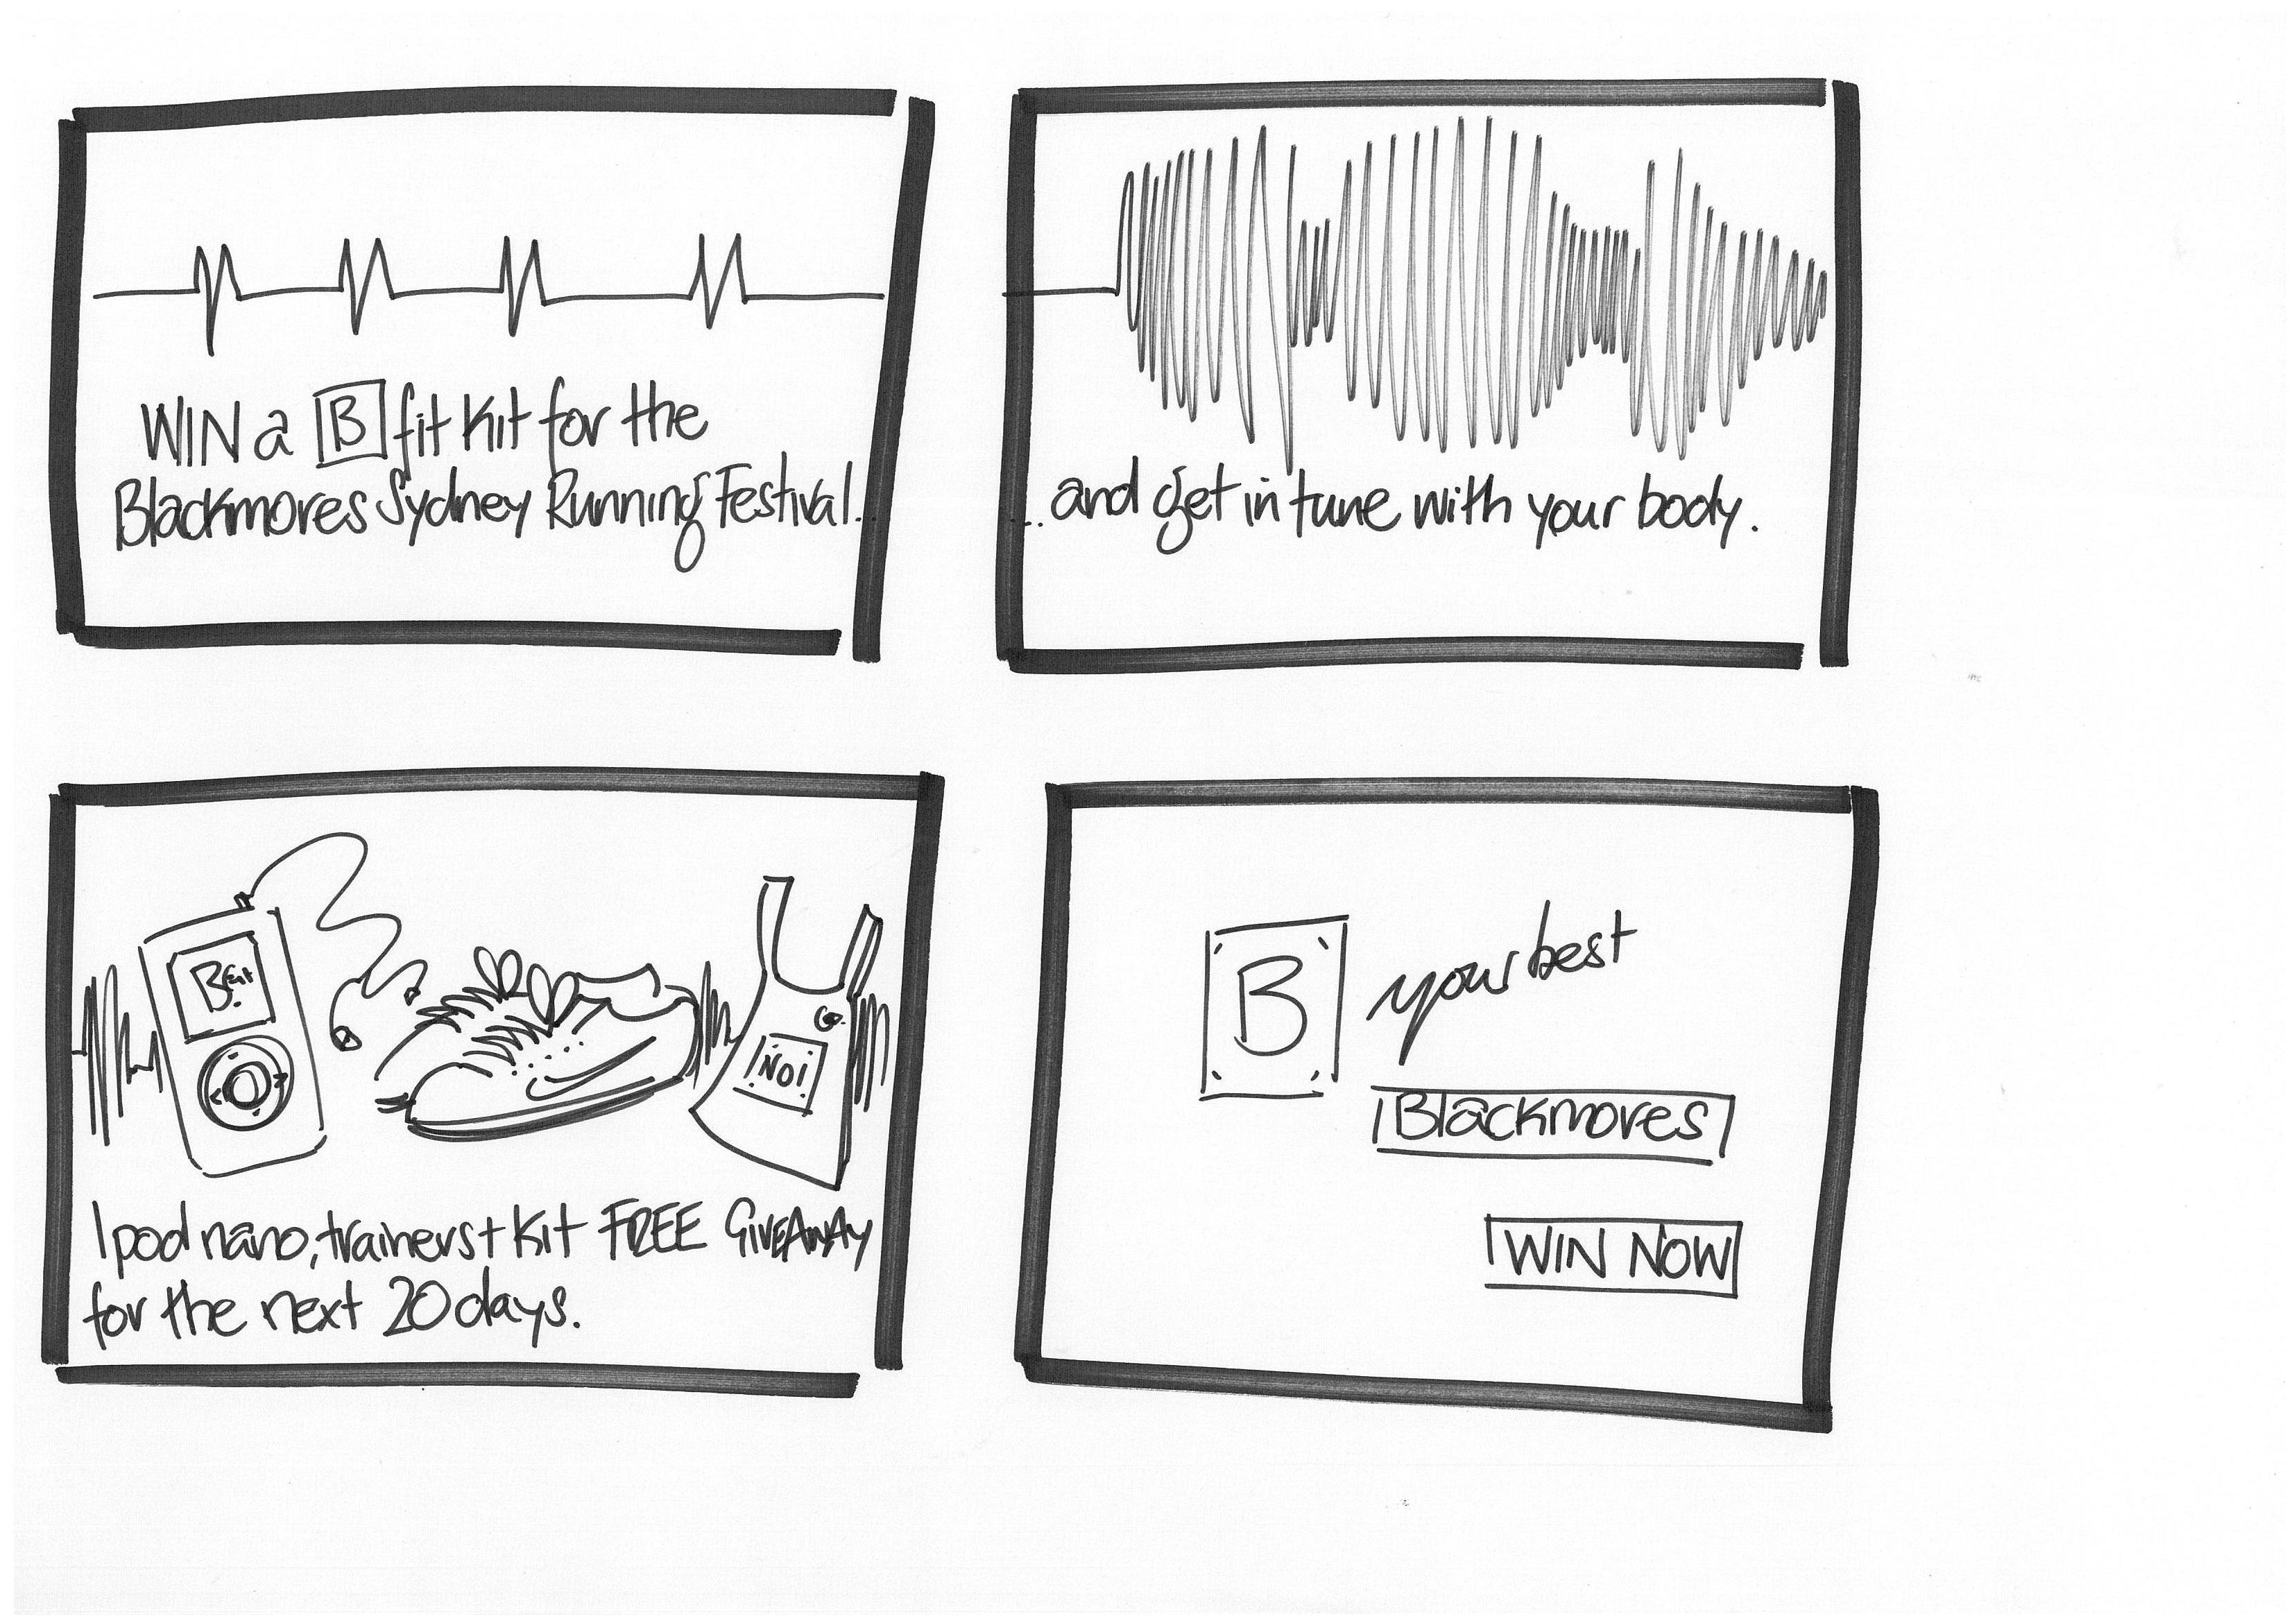 WIN a B fit Kit for the
Blackmores Sydney Running Festival...
...and get in tune with your body.
B Fit
NO1
Ipod nano, trainers + Kit FREE GIVEAWAY
for the next 20 days.
B your best
Blackmores
WIN NOW